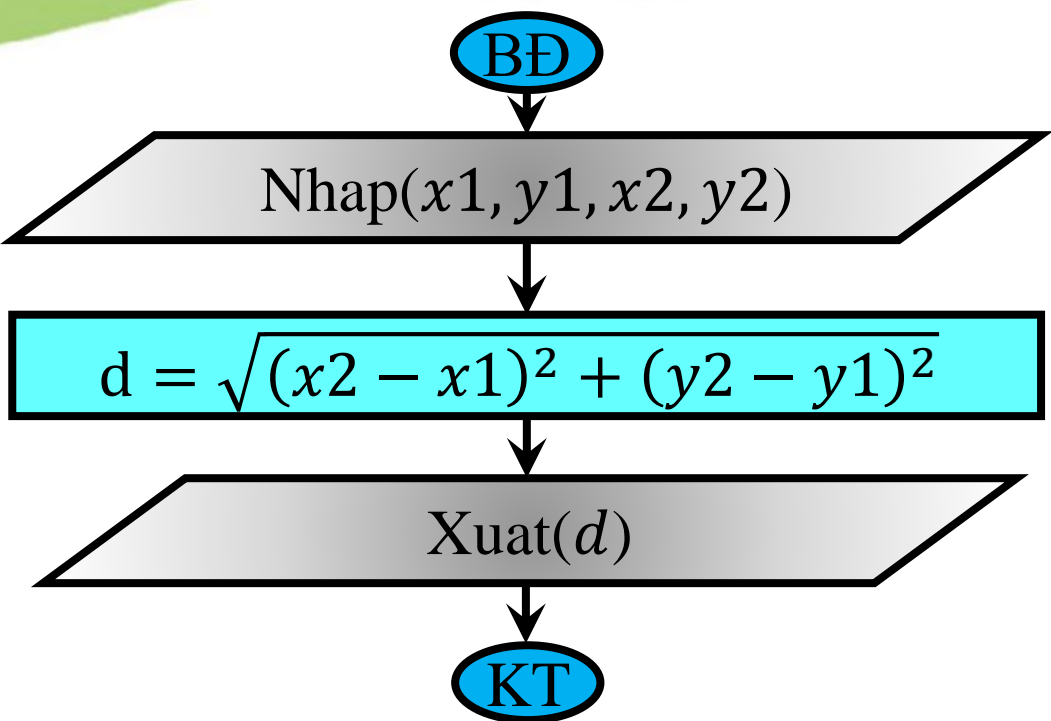 BĐ
Nhap(x1, y1, x2, y2)
d = √((x2 − x1)² + (y2 − y1)²)
Xuat(d)
KT